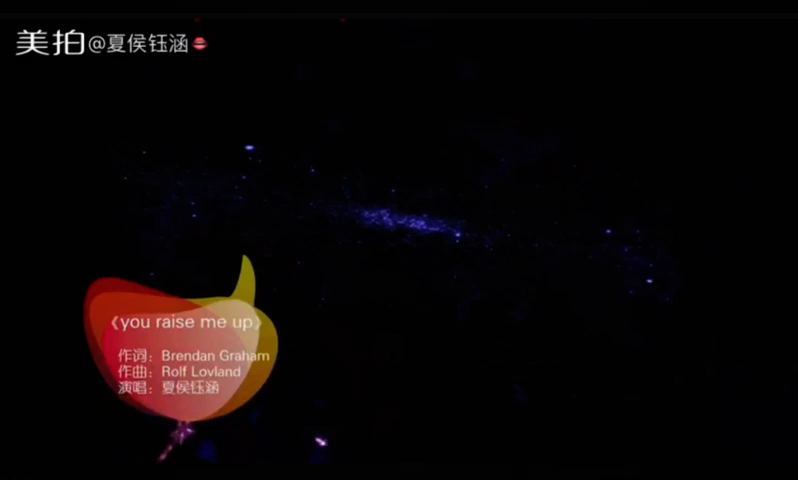 美拍@夏侯钰涵
《you raise me up》
作词：Brendan Graham
作曲：Rolf Lovland
演唱：夏侯钰涵